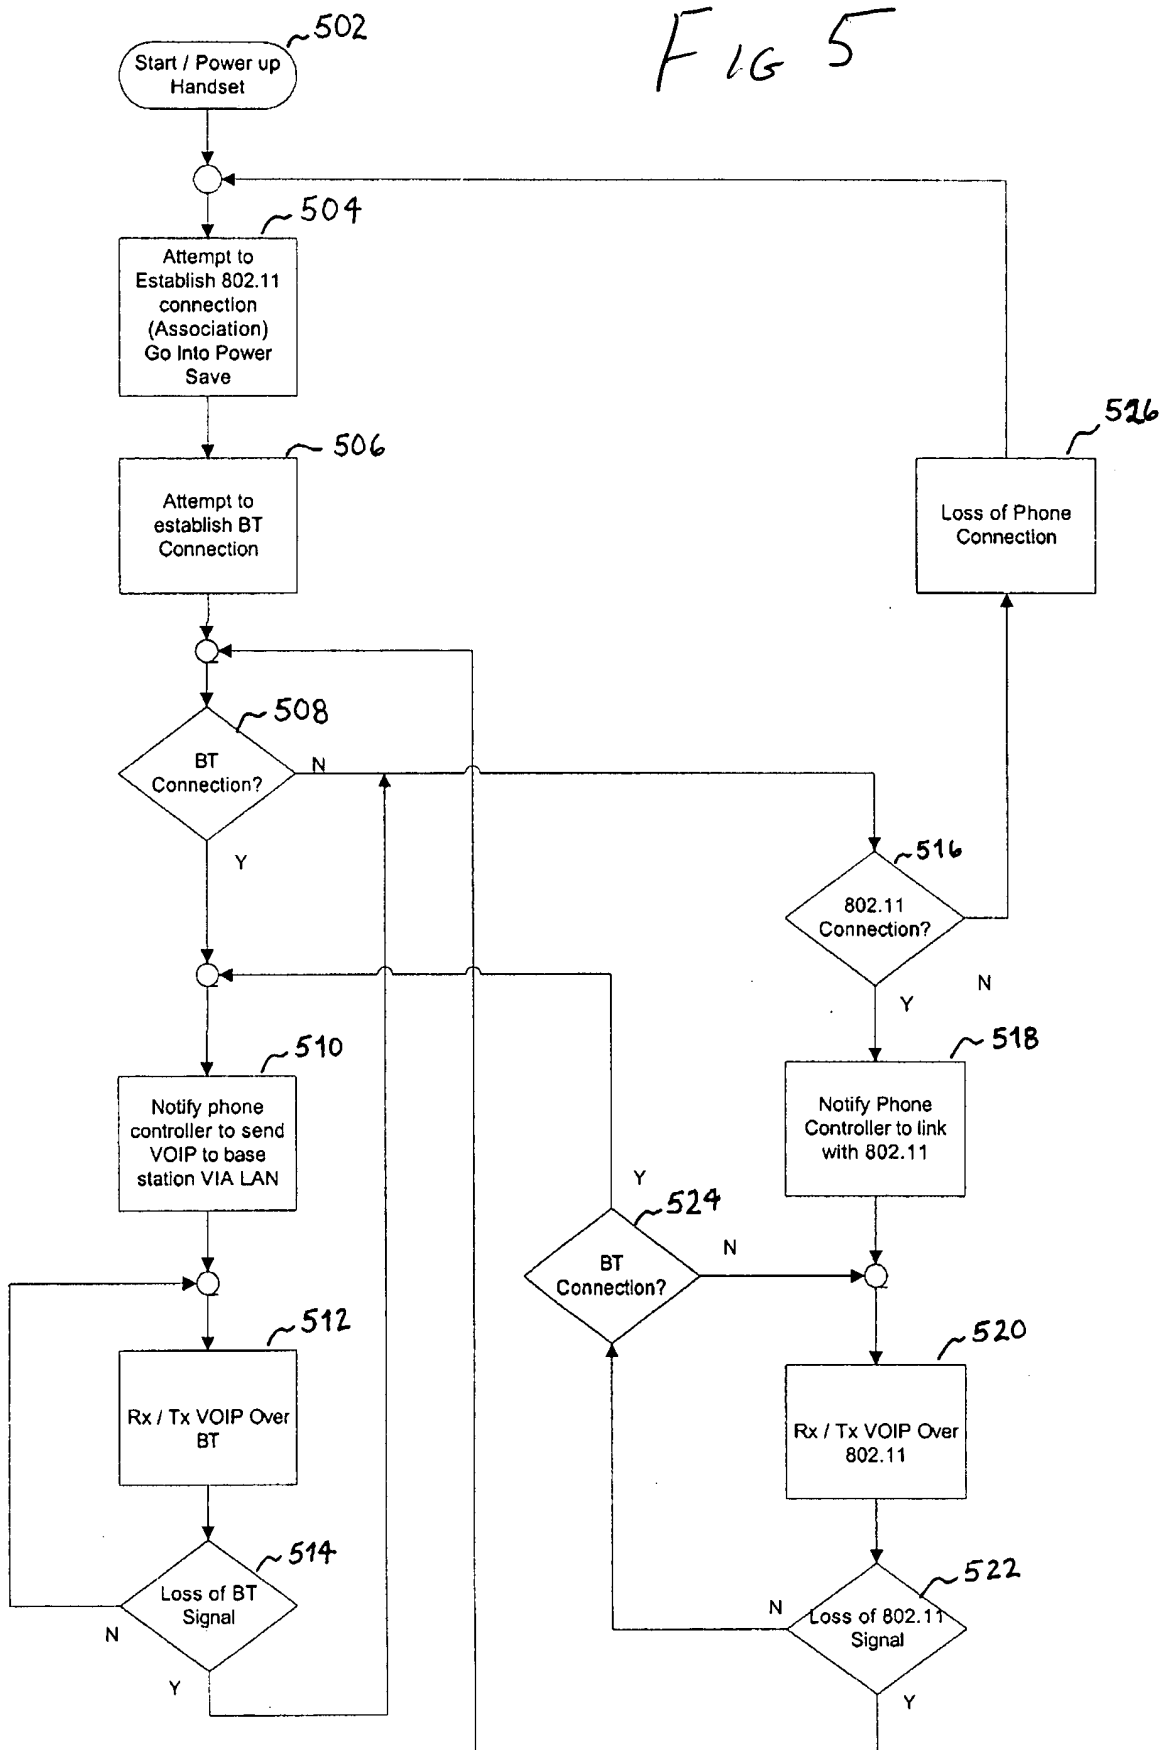 FIG 5
502
Start / Power up
Handset
504
Attempt to
Establish 802.11
connection
(Association)
Go Into Power
Save
506
Attempt to
establish BT
Connection
526
Loss of Phone
Connection
508
BT
Connection?
N
Y
516
802.11
Connection?
N
Y
510
Notify phone
controller to send
VOIP to base
station VIA LAN
518
Notify Phone
Controller to link
with 802.11
Y
524
BT
Connection?
N
512
Rx / Tx VOIP Over
BT
520
Rx / Tx VOIP Over
802.11
514
Loss of BT
Signal
N
Y
522
Loss of 802.11
Signal
N
Y